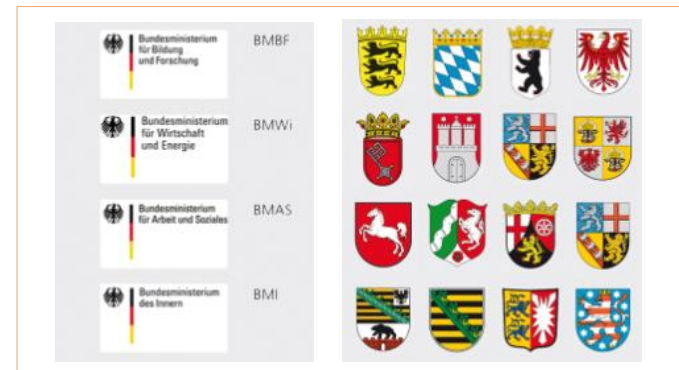 Bundesministerium
für Bildung
und Forschung
BMBF
Bundesministerium
für Wirtschaft
und Energie
BMWi
Bundesministerium
für Arbeit und Soziales
BMAS
Bundesministerium
des Innern
BMI